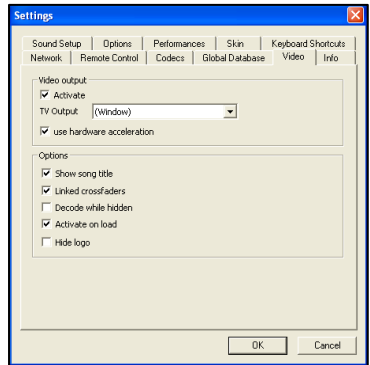 Settings
Sound Setup Options Performances Skin Keyboard Shortcuts
Network Remote Control Codecs Global Database Video Info
Video output
Activate
TV Output (Window)
use hardware acceleration
Options
Show song title
Linked crossfaders
Decode while hidden
Activate on load
Hide logo
OK Cancel